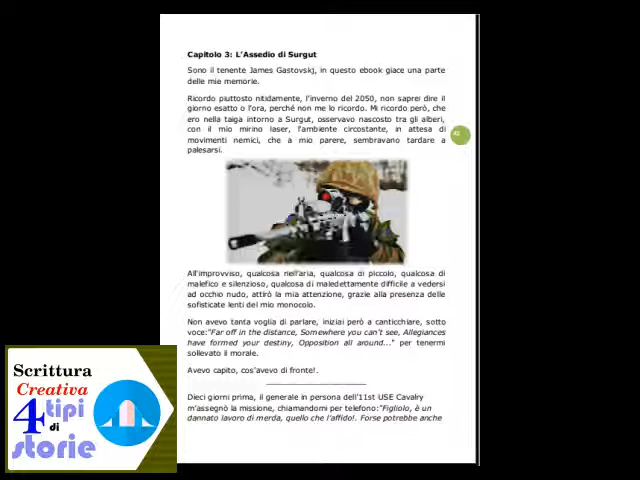 Capitolo 3: L'Assedio di Surgut
Sono il tenente James Gastovskj, in questo ebook giace una parte
delle mie memorie.
Ricordo piuttosto nitidamente, l'inverno del 2050, non saprei dire il
giorno esatto o l'ora, perché non me lo ricordo. Mi ricordo però, che
ero nella taiga intorno a Surgut, osservavo nascosto tra gli alberi,
con il mio mirino laser, l'ambiente circostante, in attesa di
movimenti nemici, che a mio parere, sembravano tardare a
palesarsi.
All'improvviso, qualcosa nell'aria, qualcosa di piccolo, qualcosa di
malefico e silenzioso, qualcosa di maledettamente difficile a vedersi
ad occhio nudo, attirò la mia attenzione, grazie alla presenza delle
sofisticate lenti del mio monocolo.
Non avevo tanta voglia di parlare, iniziai però a canticchiare, sotto
voce:"Far off in the distance, Somewhere you can't see, Allegiances
have formed your destiny, Opposition all around..." per tenermi
sollevato il morale.
Avevo capito, cos'avevo di fronte!.
Dieci giorni prima, il generale in persona dell'11st USE Cavalry
m'assegnò la missione, chiamandomi per telefono:"Figliolo, è un
dannato lavoro di merda, quello che l'affido!. Forse potrebbe anche
Scrittura
Creativa
4 tipi
di
storie